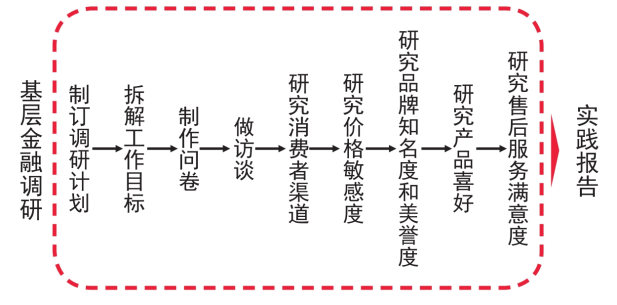 基层金融调研
制订调研计划
拆解工作目标
制作问卷
做访谈
研究消费者渠道
研究价格敏感度
研究品牌知名度和美誉度
研究产品喜好
研究售后服务满意度
实践报告